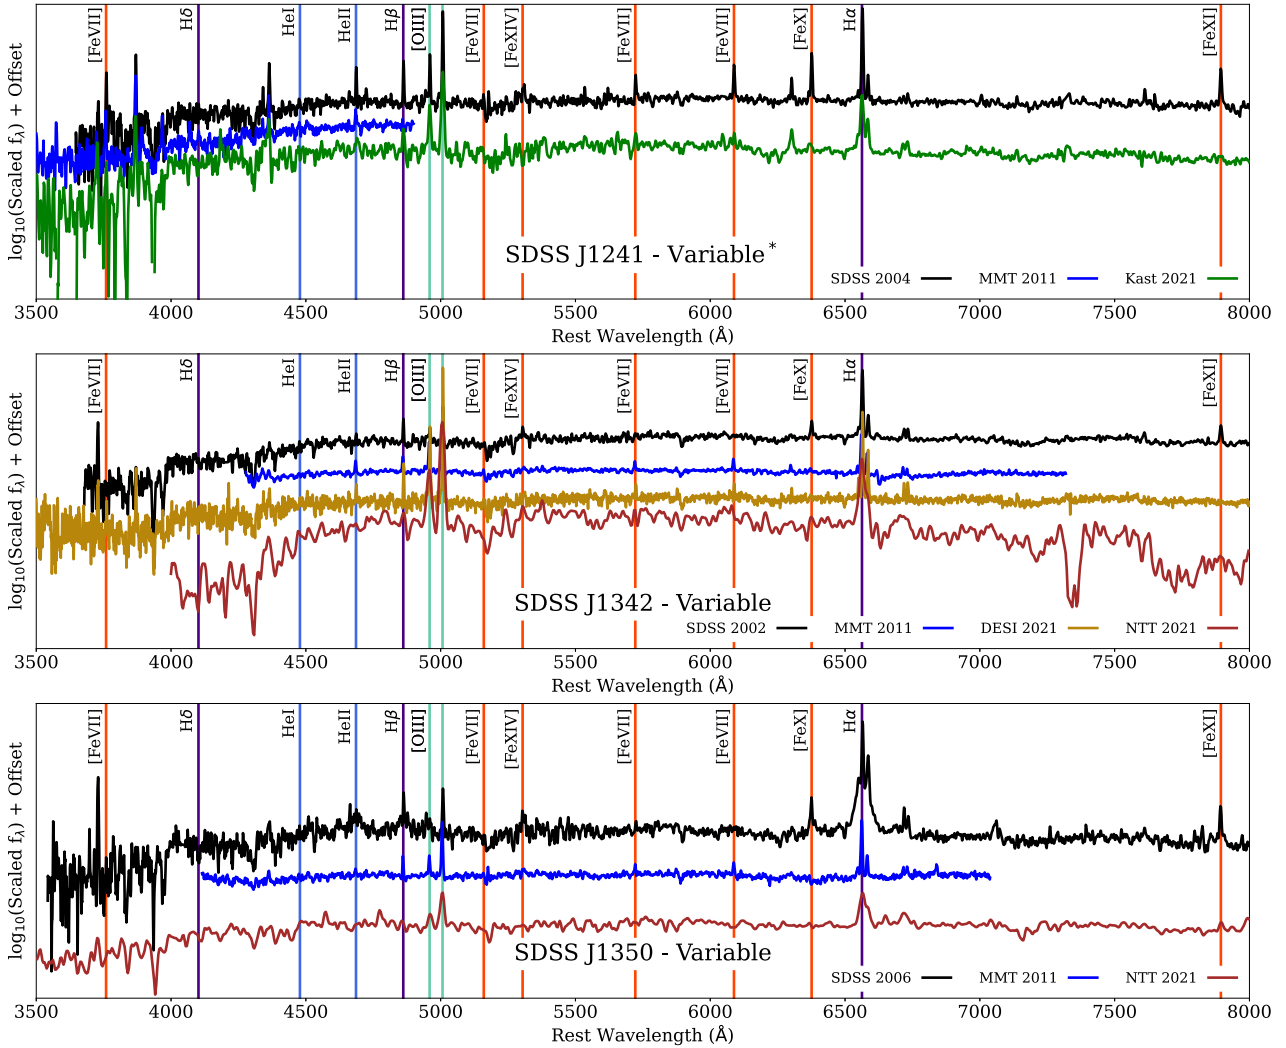 log₁₀(Scaled fλ) + Offset
[FeVII]
Hδ
HeI
HeII
Hβ
[OIII]
[FeVII]
[FeXIV]
[FeVII]
[FeVII]
[FeX]
Hα
[FeXI]
SDSS J1241 - Variable*
SDSS 2004 MMT 2011 Kast 2021
3500 4000 4500 5000 5500 6000 6500 7000 7500 8000
Rest Wavelength (Å)
log₁₀(Scaled fλ) + Offset
[FeVII]
Hδ
HeI
HeII
Hβ
[OIII]
[FeVII]
[FeXIV]
[FeVII]
[FeVII]
[FeX]
Hα
[FeXI]
SDSS J1342 - Variable
SDSS 2002 MMT 2011 DESI 2021 NTT 2021
3500 4000 4500 5000 5500 6000 6500 7000 7500 8000
Rest Wavelength (Å)
log₁₀(Scaled fλ) + Offset
[FeVII]
Hδ
HeI
HeII
Hβ
[OIII]
[FeVII]
[FeXIV]
[FeVII]
[FeVII]
[FeX]
Hα
[FeXI]
SDSS J1350 - Variable
SDSS 2006 MMT 2011 NTT 2021
3500 4000 4500 5000 5500 6000 6500 7000 7500 8000
Rest Wavelength (Å)